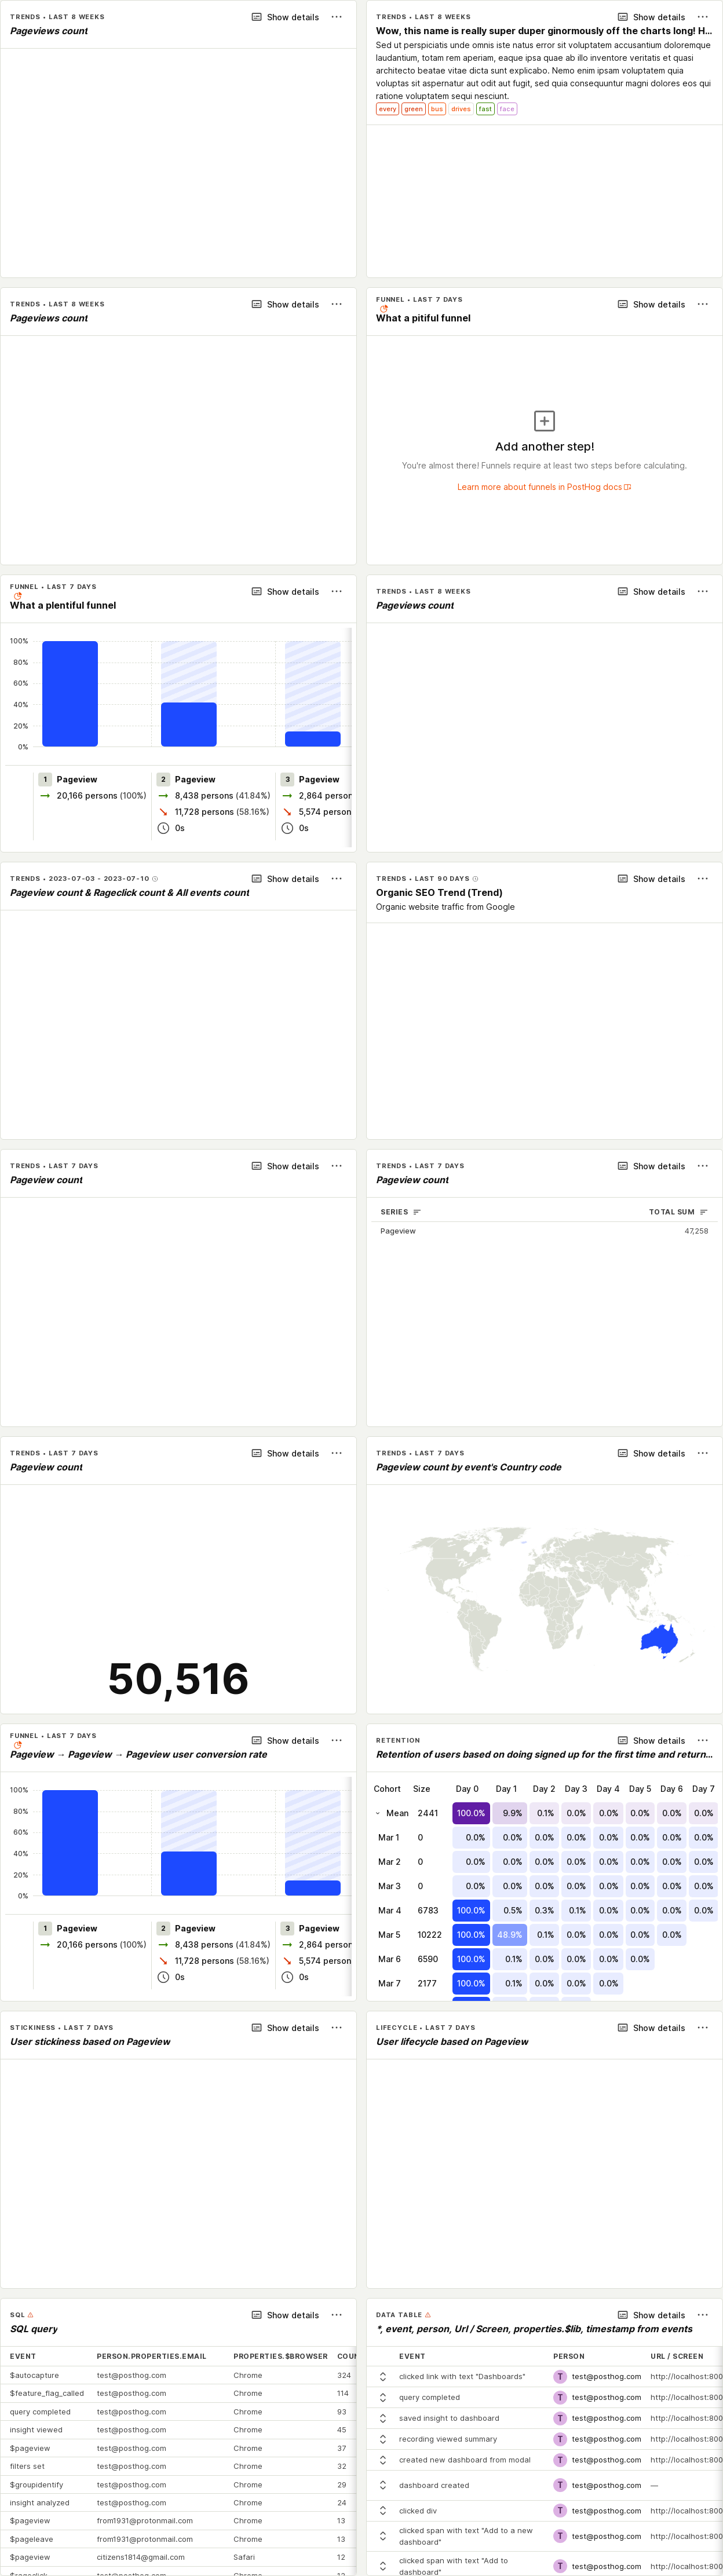 TRENDS • LAST 8 WEEKS
Show details
Pageviews count
TRENDS • LAST 8 WEEKS
Show details
Wow, this name is really super duper ginormously off the charts long! H...
Sed ut perspiciatis unde omnis iste natus error sit voluptatem accusantium doloremque
laudantium, totam rem aperiam, eaque ipsa quae ab illo inventore veritatis et quasi
architecto beatae vitae dicta sunt explicabo. Nemo enim ipsam voluptatem quia
voluptas sit aspernatur aut odit aut fugit, sed quia consequuntur magni dolores eos qui
ratione voluptatem sequi nesciunt.
every green bus drives fast face
TRENDS • LAST 8 WEEKS
Show details
Pageviews count
FUNNEL • LAST 7 DAYS
Show details
What a pitiful funnel
Add another step!
You're almost there! Funnels require at least two steps before calculating.
Learn more about funnels in PostHog docs
FUNNEL • LAST 7 DAYS
Show details
What a plentiful funnel
100%
80%
60%
40%
20%
0%
1 Pageview
20,166 persons (100%)
2 Pageview
8,438 persons (41.84%)
11,728 persons (58.16%)
0s
3 Pageview
2,864 person
5,574 person
0s
TRENDS • LAST 8 WEEKS
Show details
Pageviews count
TRENDS • 2023-07-03 - 2023-07-10
Show details
Pageview count & Rageclick count & All events count
TRENDS • LAST 90 DAYS
Show details
Organic SEO Trend (Trend)
Organic website traffic from Google
TRENDS • LAST 7 DAYS
Show details
Pageview count
TRENDS • LAST 7 DAYS
Show details
Pageview count
SERIES TOTAL SUM
Pageview 47,258
TRENDS • LAST 7 DAYS
Show details
Pageview count
50,516
TRENDS • LAST 7 DAYS
Show details
Pageview count by event's Country code
FUNNEL • LAST 7 DAYS
Show details
Pageview → Pageview → Pageview user conversion rate
100%
80%
60%
40%
20%
0%
1 Pageview
20,166 persons (100%)
2 Pageview
8,438 persons (41.84%)
11,728 persons (58.16%)
0s
3 Pageview
2,864 person
5,574 person
0s
RETENTION
Show details
Retention of users based on doing signed up for the first time and return...
Cohort Size Day 0 Day 1 Day 2 Day 3 Day 4 Day 5 Day 6 Day 7
Mean 2441 100.0% 9.9% 0.1% 0.0% 0.0% 0.0% 0.0% 0.0%
Mar 1 0 0.0% 0.0% 0.0% 0.0% 0.0% 0.0% 0.0% 0.0%
Mar 2 0 0.0% 0.0% 0.0% 0.0% 0.0% 0.0% 0.0% 0.0%
Mar 3 0 0.0% 0.0% 0.0% 0.0% 0.0% 0.0% 0.0% 0.0%
Mar 4 6783 100.0% 0.5% 0.3% 0.1% 0.0% 0.0% 0.0% 0.0%
Mar 5 10222 100.0% 48.9% 0.1% 0.0% 0.0% 0.0% 0.0%
Mar 6 6590 100.0% 0.1% 0.0% 0.0% 0.0% 0.0%
Mar 7 2177 100.0% 0.1% 0.0% 0.0% 0.0%
STICKINESS • LAST 7 DAYS
Show details
User stickiness based on Pageview
LIFECYCLE • LAST 7 DAYS
Show details
User lifecycle based on Pageview
SQL
Show details
SQL query
EVENT PERSON.PROPERTIES.EMAIL PROPERTIES.$BROWSER COUN
$autocapture test@posthog.com Chrome 324
$feature_flag_called test@posthog.com Chrome 114
query completed test@posthog.com Chrome 93
insight viewed test@posthog.com Chrome 45
$pageview test@posthog.com Chrome 37
filters set test@posthog.com Chrome 32
$groupidentify test@posthog.com Chrome 29
insight analyzed test@posthog.com Chrome 24
$pageview from1931@protonmail.com Chrome 13
$pageleave from1931@protonmail.com Chrome 13
$pageview citizens1814@gmail.com Safari 12
$rageclick test@posthog.com Chrome 12
DATA TABLE
Show details
*, event, person, Url / Screen, properties.$lib, timestamp from events
EVENT PERSON URL / SCREEN
clicked link with text "Dashboards" T test@posthog.com http://localhost:800
query completed T test@posthog.com http://localhost:800
saved insight to dashboard T test@posthog.com http://localhost:800
recording viewed summary T test@posthog.com http://localhost:800
created new dashboard from modal T test@posthog.com http://localhost:800
dashboard created T test@posthog.com —
clicked div T test@posthog.com http://localhost:800
clicked span with text "Add to a new
dashboard" T test@posthog.com http://localhost:800
clicked span with text "Add to
dashboard" T test@posthog.com http://localhost:800